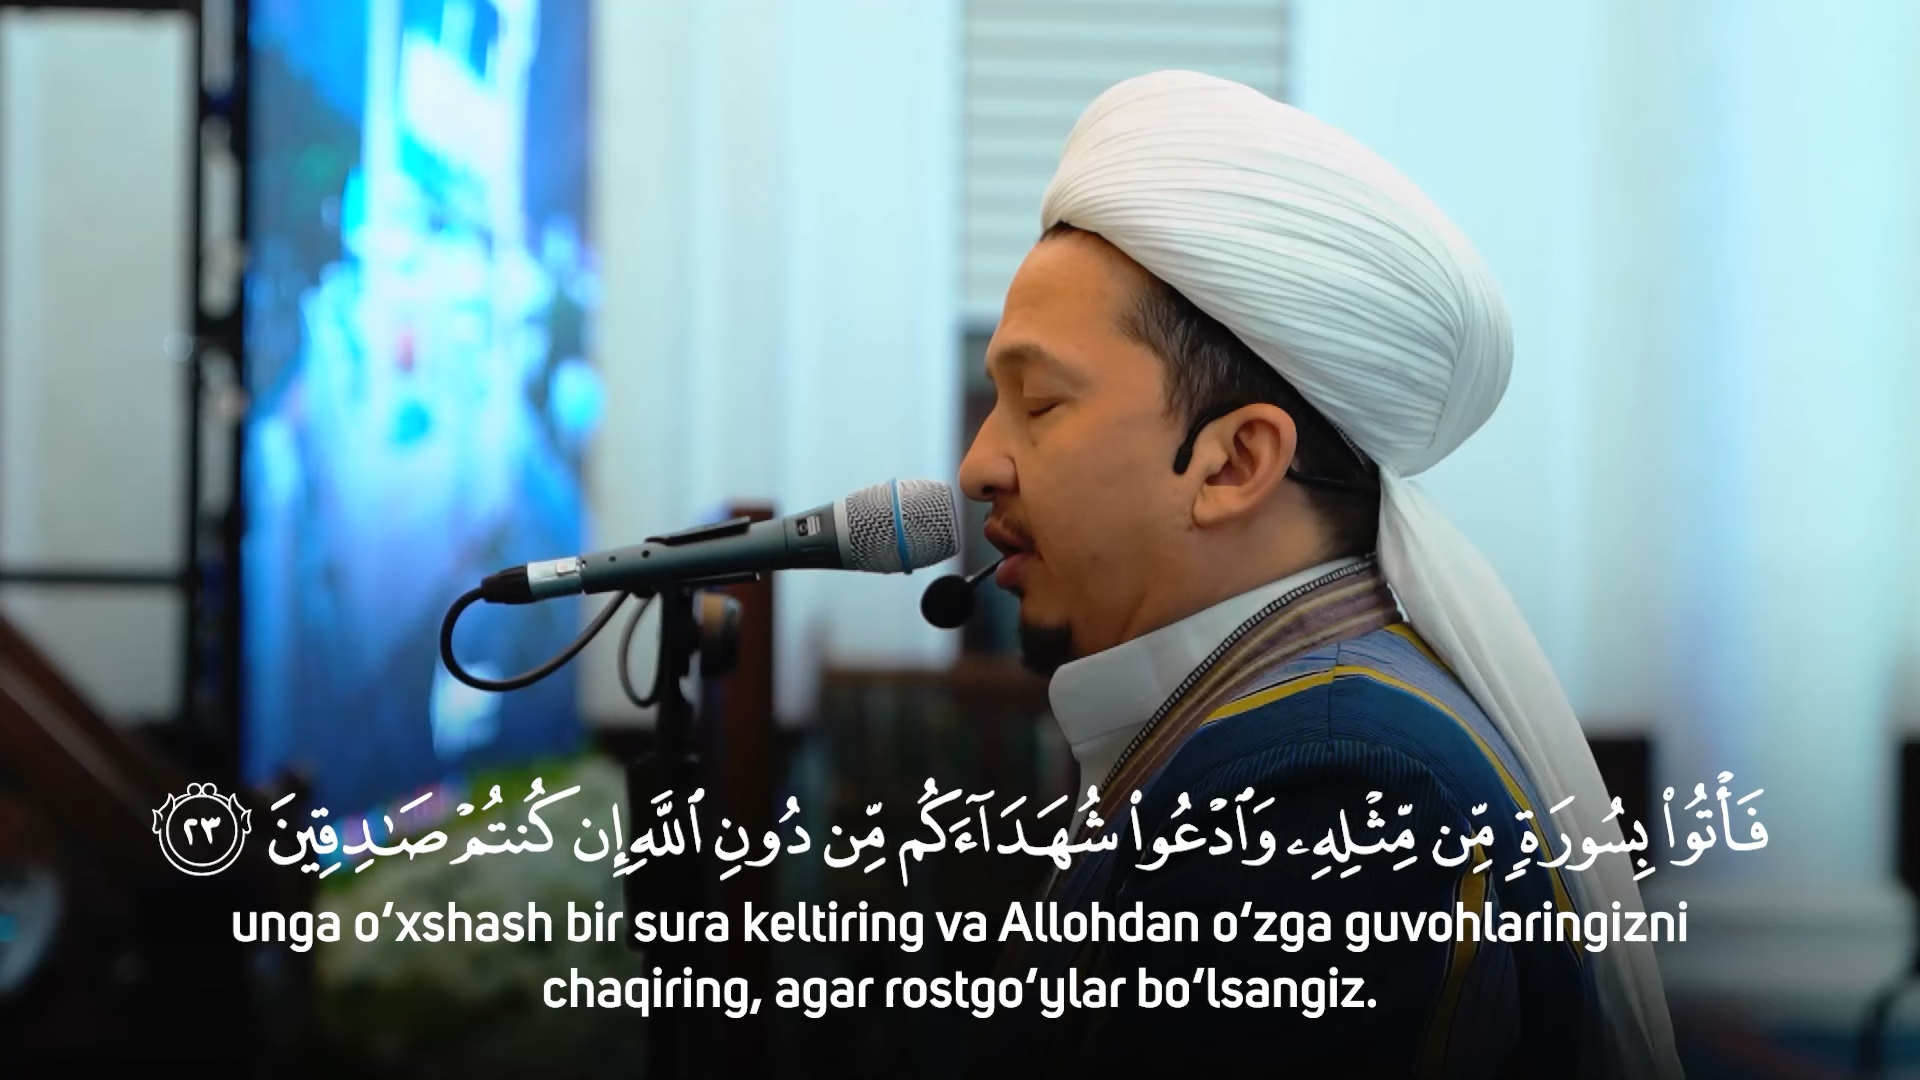 فَأْتُوا۟ بِسُورَةٍ مِّن مِّثْلِهِۦ وَٱدْعُوا۟ شُهَدَآءَكُم مِّن دُونِ ٱللَّهِ إِن كُنتُمْ صَـٰدِقِينَ ٢٣
unga oʻxshash bir sura keltiring va Allohdan oʻzga guvohlaringizni
chaqiring, agar rostgoʻylar boʻlsangiz.